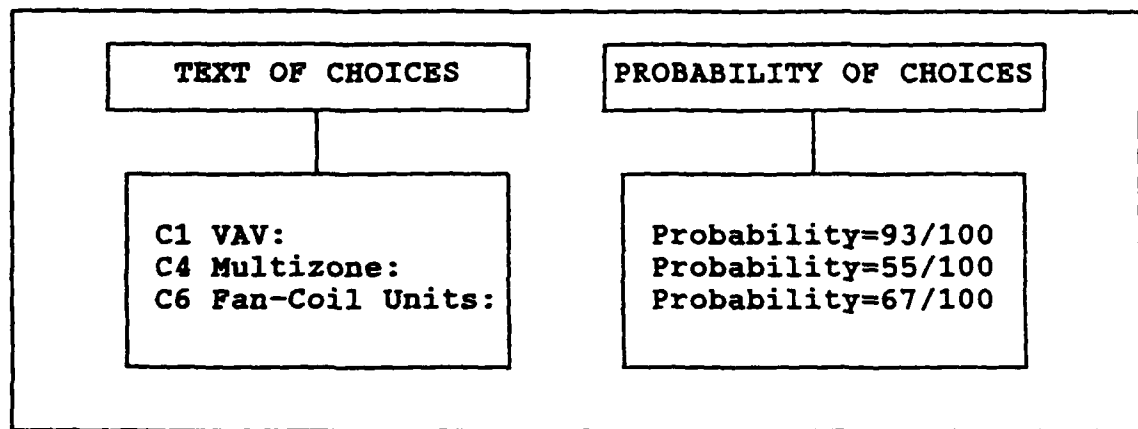 TEXT OF CHOICES
PROBABILITY OF CHOICES
C1 VAV: Probability=93/100
C4 Multizone: Probability=55/100
C6 Fan-Coil Units: Probability=67/100